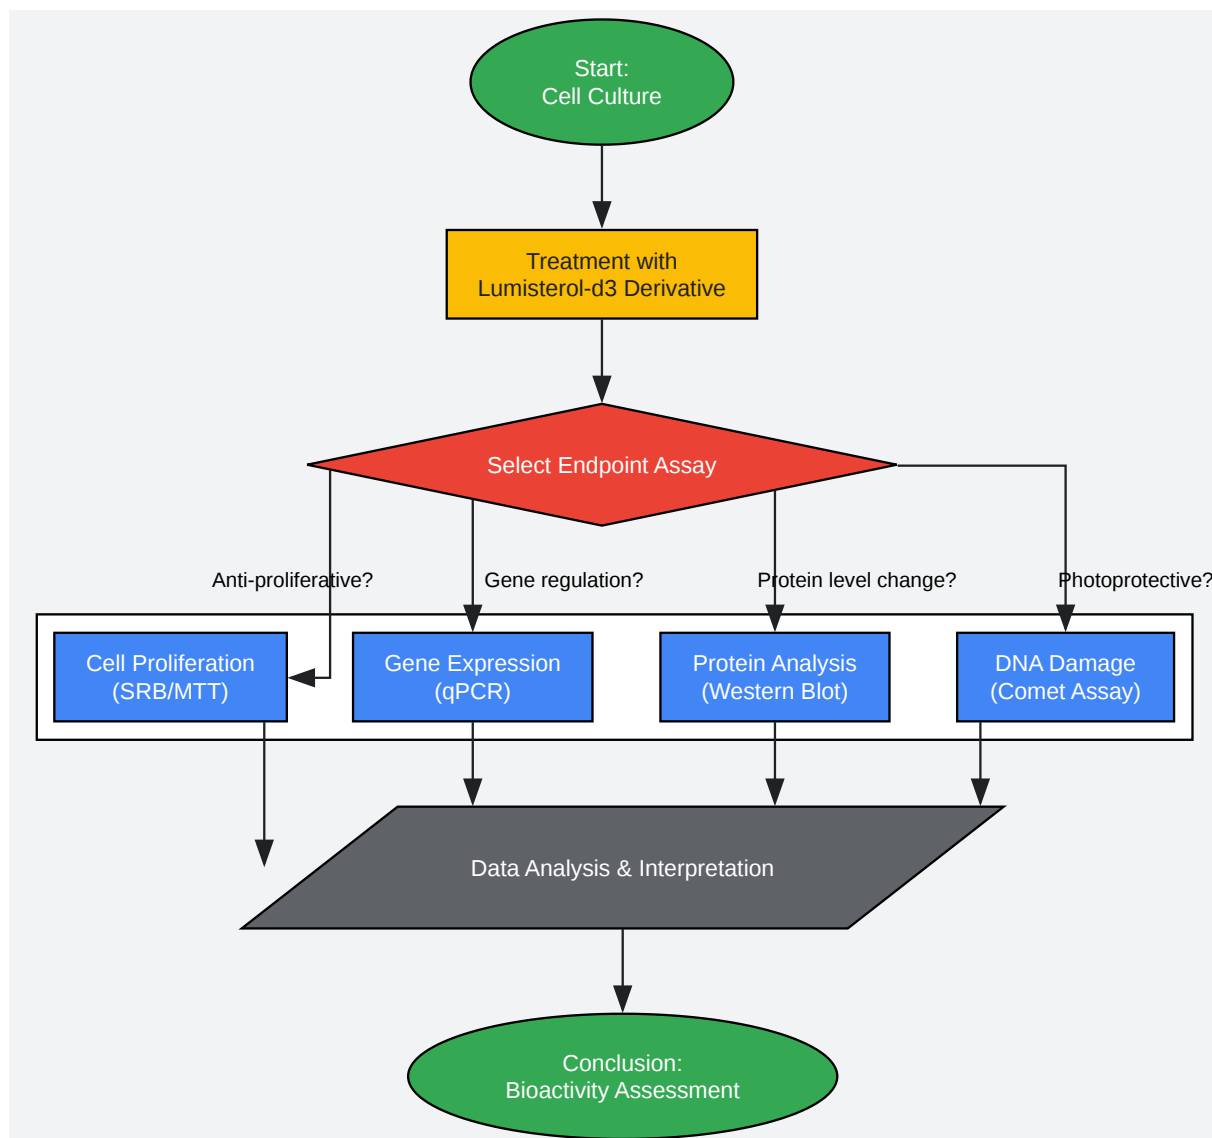 Start:
Cell Culture
Treatment with
Lumisterol-d3 Derivative
Select Endpoint Assay
Anti-proliferative?
Gene regulation?
Protein level change?
Photoprotective?
Cell Proliferation
(SRB/MTT)
Gene Expression
(qPCR)
Protein Analysis
(Western Blot)
DNA Damage
(Comet Assay)
Data Analysis & Interpretation
Conclusion:
Bioactivity Assessment